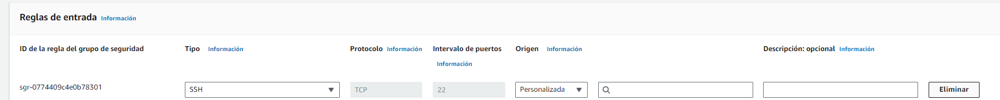 Reglas de entrada Información
ID de la regla del grupo de seguridad Tipo Información Protocolo Información Intervalo de puertos Origen Información Descripción: opcional Información
Información
sgr-0774409c4e0b78301 SSH TCP 22 Personalizada Eliminar